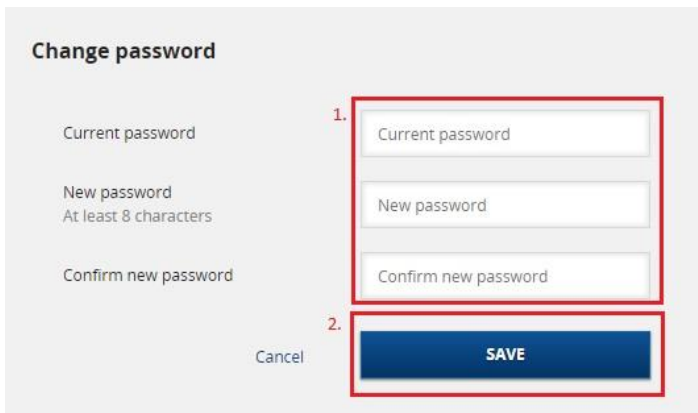 Change password
1.
Current password
Current password
New password
At least 8 characters
New password
Confirm new password
Confirm new password
2.
Cancel
SAVE